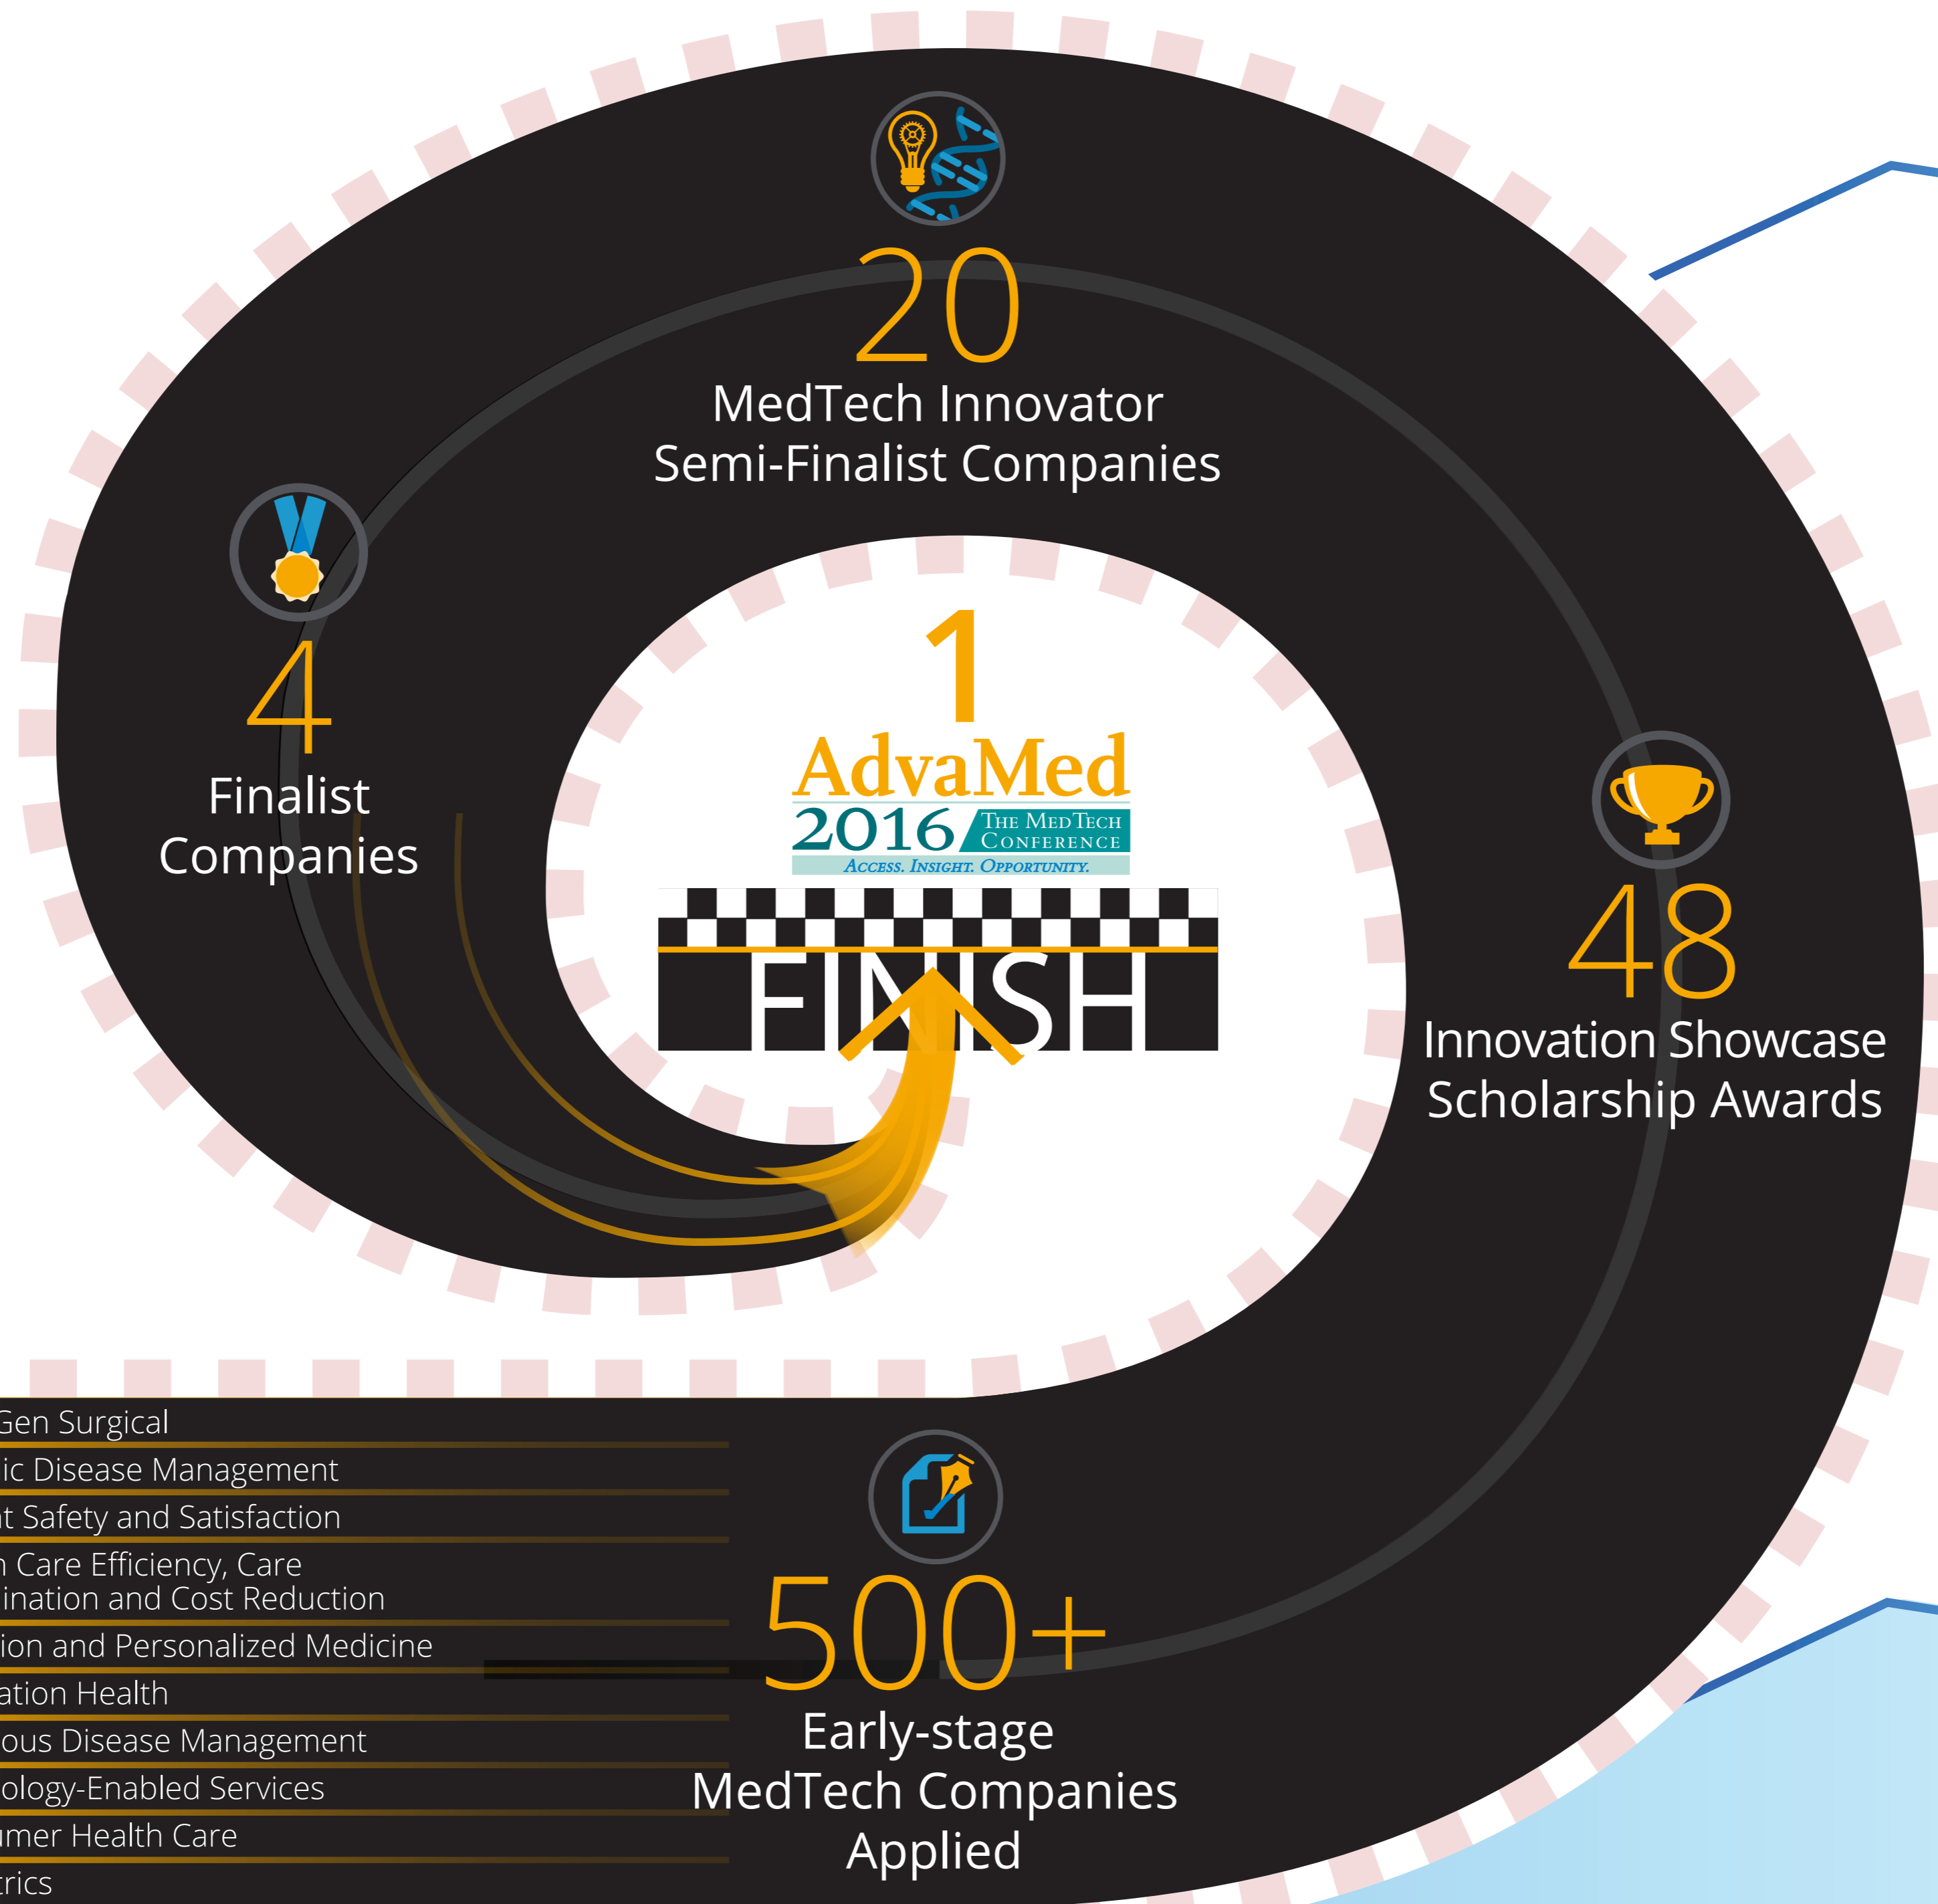 20
MedTech Innovator
Semi-Finalist Companies
4
Finalist
Companies
1
AdvaMed
2016 THE MEDTECH
CONFERENCE
ACCESS. INSIGHT. OPPORTUNITY.
FINISH
48
Innovation Showcase
Scholarship Awards
Gen Surgical
Disease Management
Safety and Satisfaction
Care Efficiency, Care
and Cost Reduction
and Personalized Medicine
Health
Disease Management
-Enabled Services
Health Care
500+
Early-stage
MedTech Companies
Applied